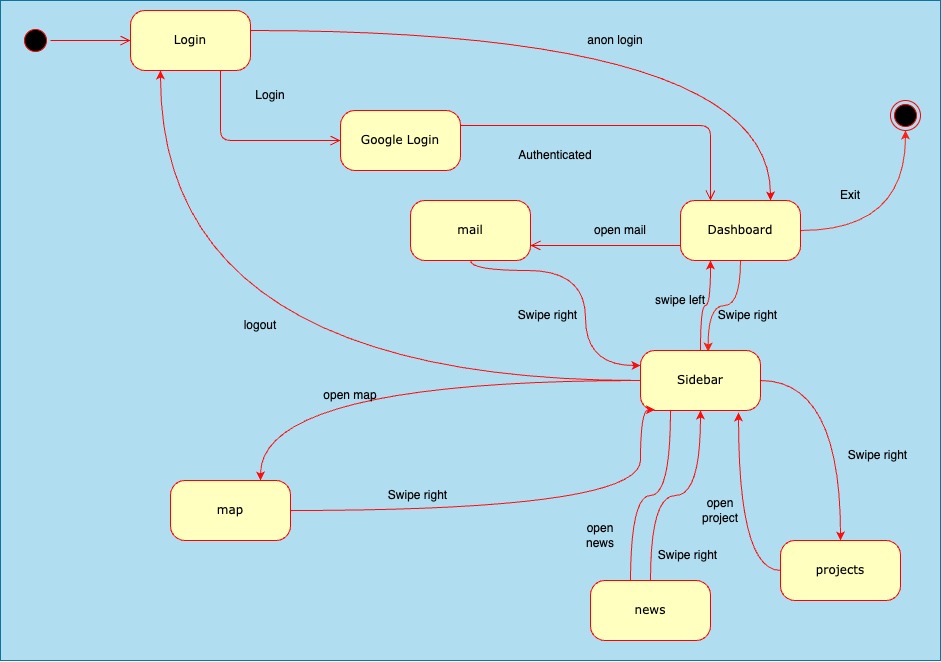 Login
anon login
Login
Google Login
Authenticated
Exit
mail
open mail
Dashboard
swipe left
Swipe right
Swipe right
logout
Sidebar
open map
Swipe right
Swipe right
map
open
project
open
news
Swipe right
projects
news